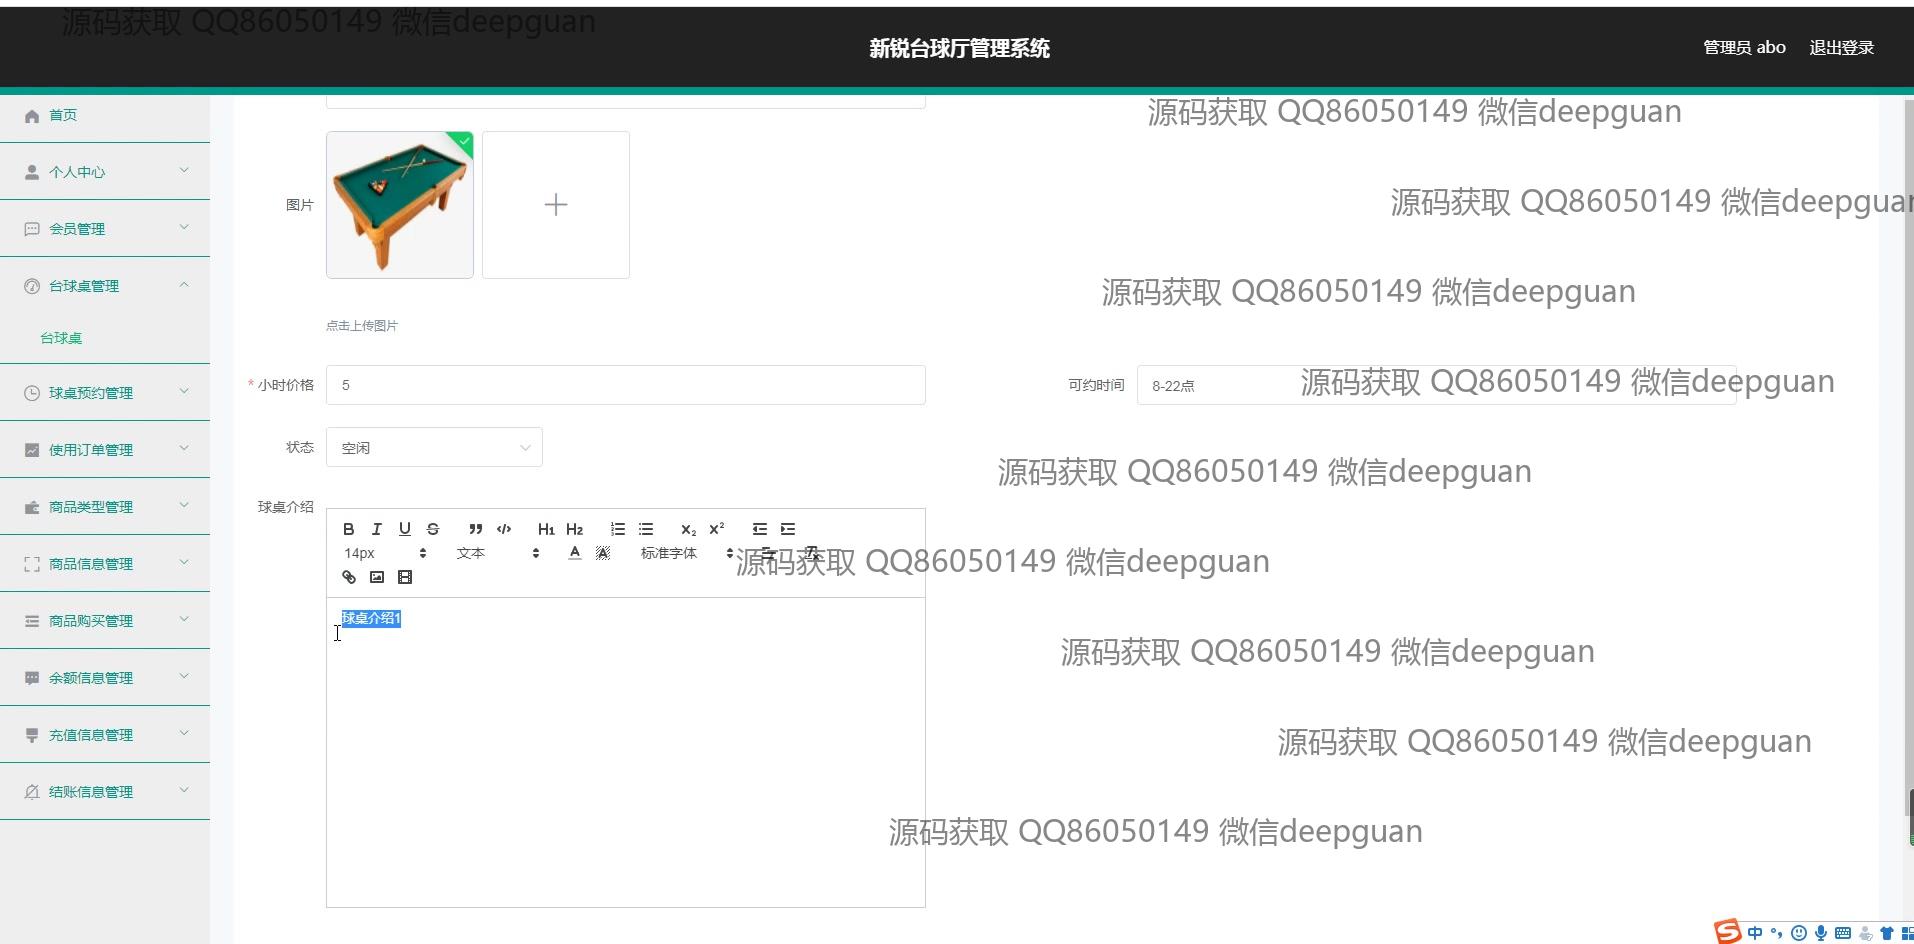 源码获取 QQ86050149 微信deepguan
新锐台球厅管理系统
管理员 abo 退出登录
首页
个人中心
会员管理
台球桌管理
台球桌
球桌预约管理
使用订单管理
商品类型管理
商品信息管理
商品购买管理
余额信息管理
充值信息管理
结账信息管理
源码获取 QQ86050149 微信deepguan
图片
源码获取 QQ86050149 微信deepguan
源码获取 QQ86050149 微信deepguan
点击上传图片
* 小时价格 5
可约时间 8-22点
源码获取 QQ86050149 微信deepguan
状态 空闲
源码获取 QQ86050149 微信deepguan
球桌介绍
B I U S H1 H2 X₂ X²
14px 文本 A A 标准字体 Tx
源码获取 QQ86050149 微信deepguan
球桌介绍1
源码获取 QQ86050149 微信deepguan
源码获取 QQ86050149 微信deepguan
源码获取 QQ86050149 微信deepguan
S 中